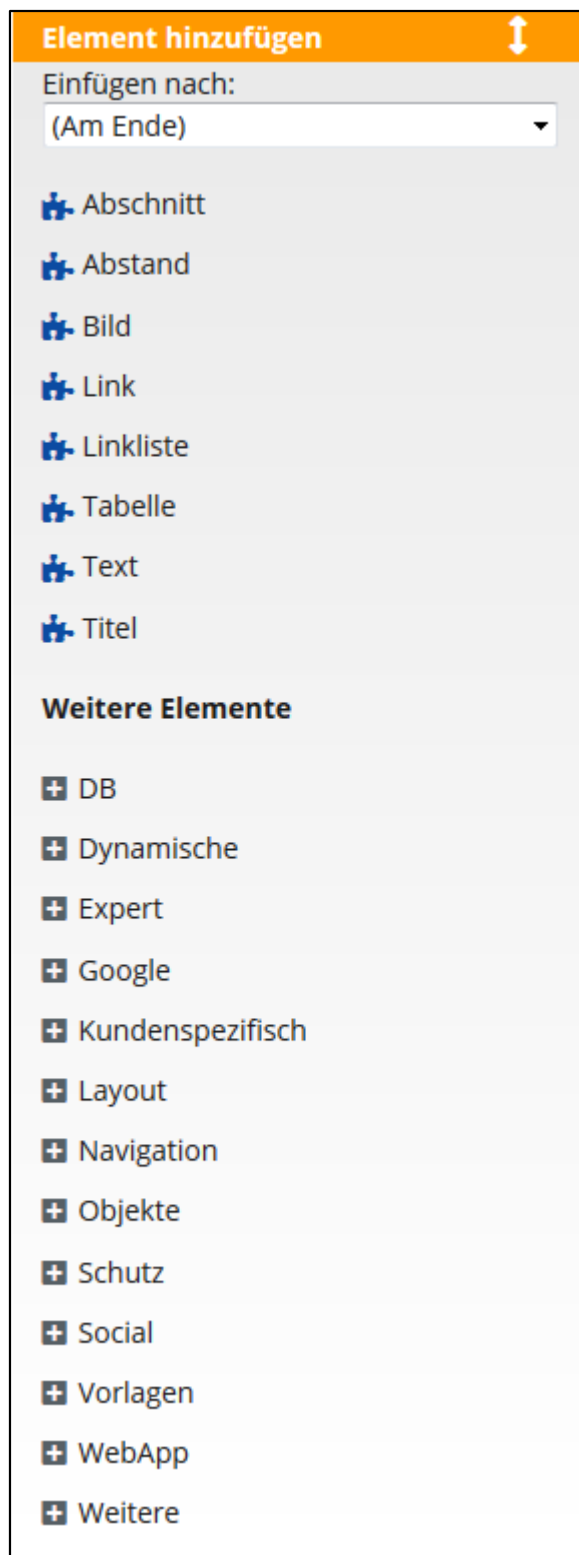 Element hinzufügen
Einfügen nach:
(Am Ende)
Abschnitt
Abstand
Bild
Link
Linkliste
Tabelle
Text
Titel
Weitere Elemente
DB
Dynamische
Expert
Google
Kundenspezifisch
Layout
Navigation
Objekte
Schutz
Social
Vorlagen
WebApp
Weitere